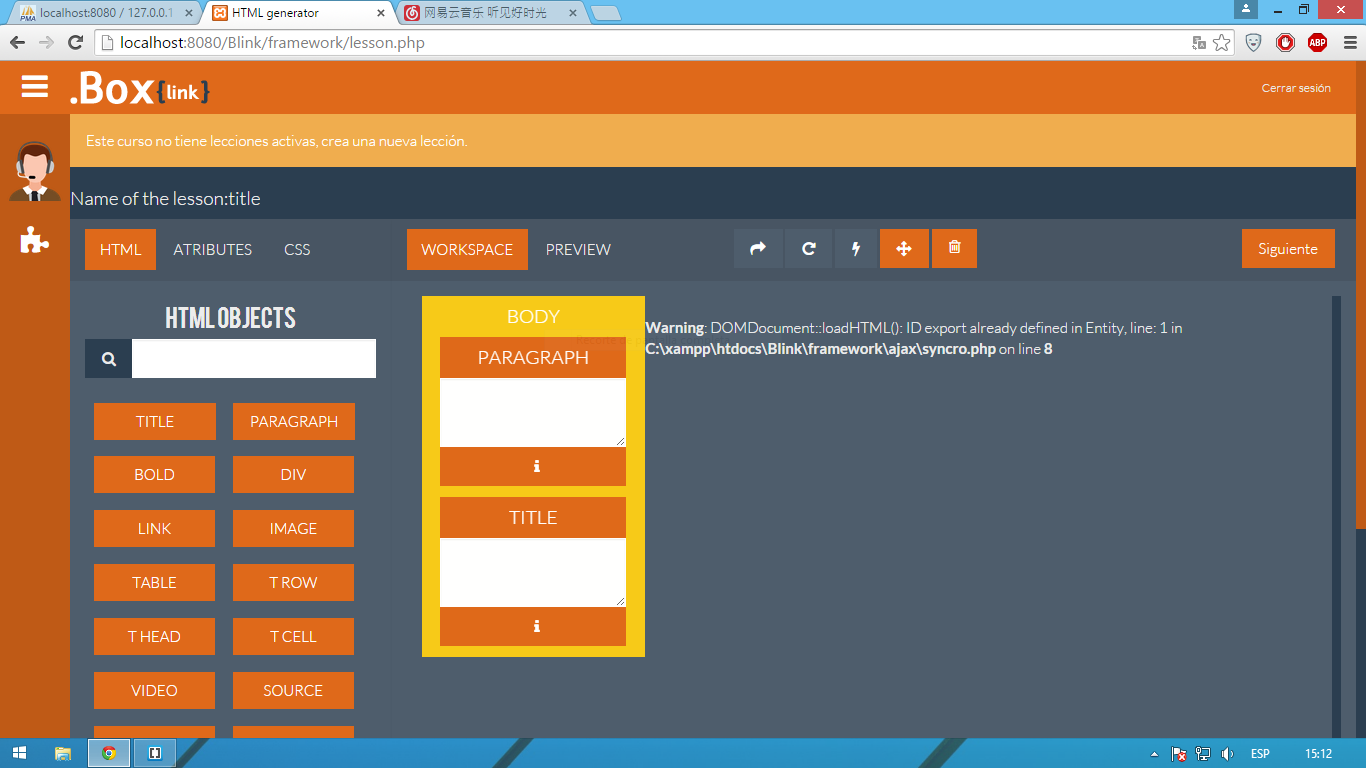 localhost:8080 / 127.0.0.1
HTML generator
网易云音乐 听见好时光
localhost:8080/Blink/framework/lesson.php
ABP
.Box{link}
Cerrar sesión
Este curso no tiene lecciones activas, crea una nueva lección.
Name of the lesson:title
HTML
ATRIBUTES
CSS
WORKSPACE
PREVIEW
Siguiente
HTML OBJECTS
TITLE
PARAGRAPH
BOLD
DIV
LINK
IMAGE
TABLE
T ROW
T HEAD
T CELL
VIDEO
SOURCE
BODY
PARAGRAPH
TITLE
Warning: DOMDocument::loadHTML(): ID export already defined in Entity, line: 1 in
C:\xampp\htdocs\Blink\framework\ajax\syncro.php on line 8
ESP
15:12